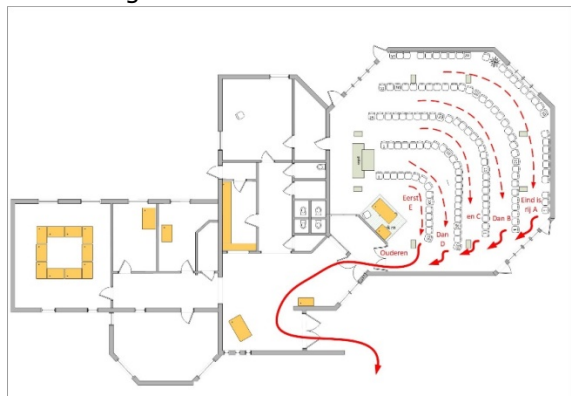 Eerst
E
Eind is
rij A
en C
Dan B
Dan
D
Ouderen